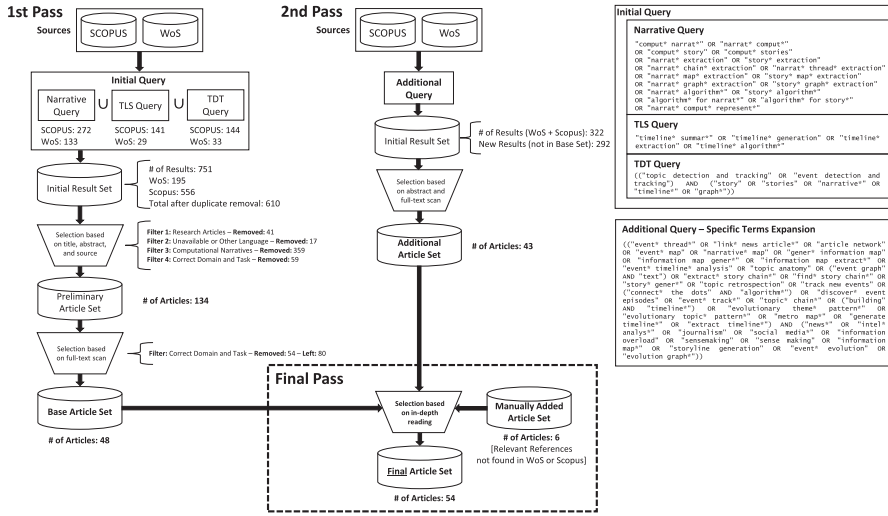 1st Pass
Sources
SCOPUS
WoS
Initial Query
Narrative
Query
U
TLS Query
U
TDT
Query
SCOPUS: 272
WoS: 133
SCOPUS: 141
WoS: 29
SCOPUS: 144
WoS: 33
Initial Result Set
# of Results: 751
WoS: 195
Scopus: 556
Total after duplicate removal: 610
Selection based
on title, abstract,
and source
Filter 1: Research Articles – Removed: 41
Filter 2: Unavailable or Other Language – Removed: 17
Filter 3: Computational Narratives – Removed: 359
Filter 4: Correct Domain and Task – Removed: 59
Preliminary
Article Set
# of Articles: 134
Selection based
on full-text scan
Filter: Correct Domain and Task – Removed: 54 – Left: 80
Base Article Set
# of Articles: 48
2nd Pass
Sources
SCOPUS
WoS
Additional
Query
Initial Result Set
# of Results (WoS + Scopus): 322
New Results (not in Base Set): 292
Selection based
on abstract and
full-text scan
Additional
Article Set
# of Articles: 43
Final Pass
Selection based
on in-depth
reading
Manually Added
Article Set
# of Articles: 6
[Relevant References
not found in WoS or Scopus]
Final Article Set
# of Articles: 54
Initial Query
Narrative Query
"comput* narrat*" OR "narrat* comput*"
OR "comput* story" OR "comput* stories"
OR "narrat* extraction" OR "story* extraction"
OR "narrat* chain* extraction" OR "narrat* thread* extraction"
OR "narrat* map* extraction" OR "story* map* extraction"
OR "narrat* graph* extraction" OR "story* graph* extraction"
OR "narrat* algorithm*" OR "story* algorithm*"
OR "algorithm* for narrat*" OR "algorithm* for story*"
OR "narrat* comput* represent*"
TLS Query
"timeline* summar*" OR "timeline* generation" OR "timeline*
extraction" OR "timeline* algorithm*"
TDT Query
(("topic detection and tracking" OR "event detection and
tracking") AND ("story" OR "stories" OR "narrative*" OR
"timeline*" OR "graph*"))
Additional Query – Specific Terms Expansion
(("event* thread*" OR "link* news article*" OR "article network"
OR "event* map" OR "narrative* map" OR "gener* information map"
OR "information map gener*" OR "information map extract*" OR
"event* timeline* analysis" OR "topic anatomy" OR ("event graph"
AND "text") OR "extract* story chain*" OR "find* story chain*" OR
"story* gener*" OR "topic retrospection" OR "track new events" OR
("connect* the dots" AND "algorithm*") OR "discover* event
episodes" OR "event* track*" OR "topic* chain*" OR ("building"
AND "timeline") OR "evolutionary theme* pattern*" OR
"evolutionary topic* pattern*" OR "metro map*" OR "generate
timeline*" OR "extract timeline*") AND ("news*" OR "intel*
analys*" OR "journalism" OR "social media*" OR "information
overload" OR "sensemaking" OR "sense making" OR "information
map*" OR "storyline generation" OR "event* evolution" OR
"evolution graph*"))